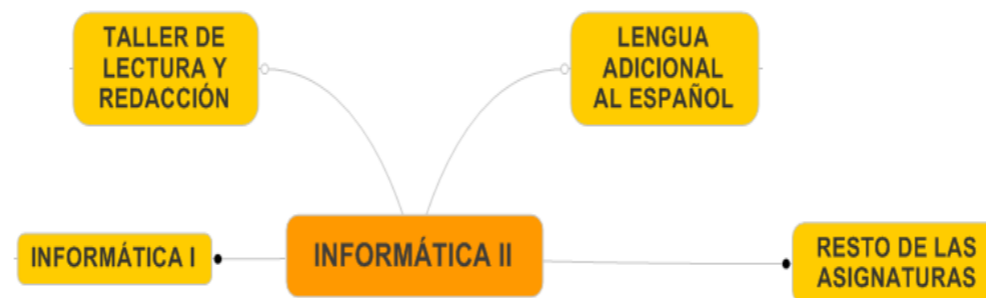 TALLER DE
LECTURA Y
REDACCIÓN
LENGUA
ADICIONAL
AL ESPAÑOL
INFORMÁTICA I
INFORMÁTICA II
RESTO DE LAS
ASIGNATURAS